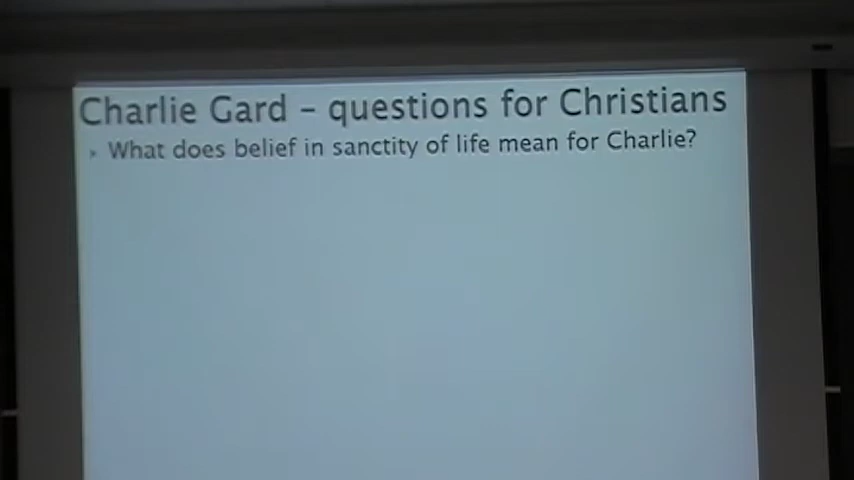 Charlie Gard – questions for Christians
What does belief in sanctity of life mean for Charlie?